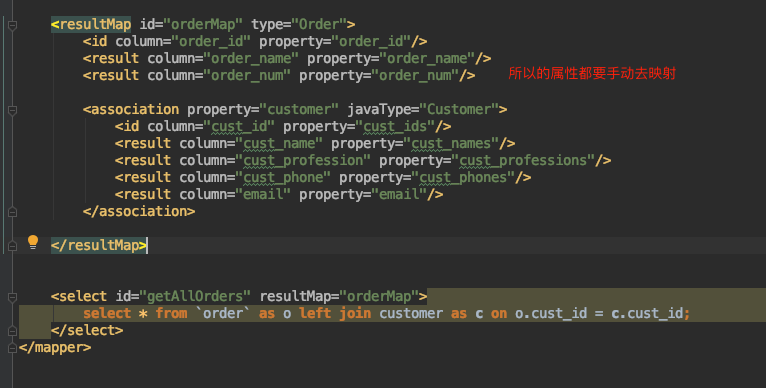 <resultMap id="orderMap" type="Order">
<id column="order_id" property="order_id"/>
<result column="order_name" property="order_name"/>
<result column="order_num" property="order_num"/> 所以的属性都要手动去映射
<association property="customer" javaType="Customer">
<id column="cust_id" property="cust_ids"/>
<result column="cust_name" property="cust_names"/>
<result column="cust_profession" property="cust_professions"/>
<result column="cust_phone" property="cust_phones"/>
<result column="email" property="email"/>
</association>
</resultMap>
<select id="getAllOrders" resultMap="orderMap">
select * from `order` as o left join customer as c on o.cust_id = c.cust_id;
</select>
</mapper>